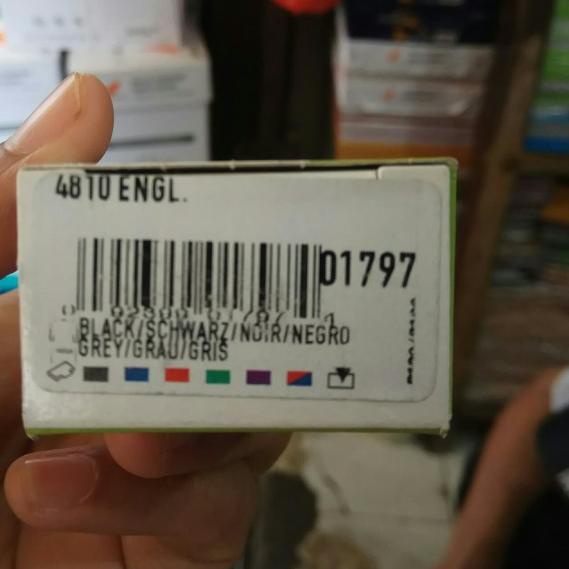 4810 ENGL.
01797
BLACK/SCHWARZ/NOIR/NEGRO
GREY/GRAU/GRIS